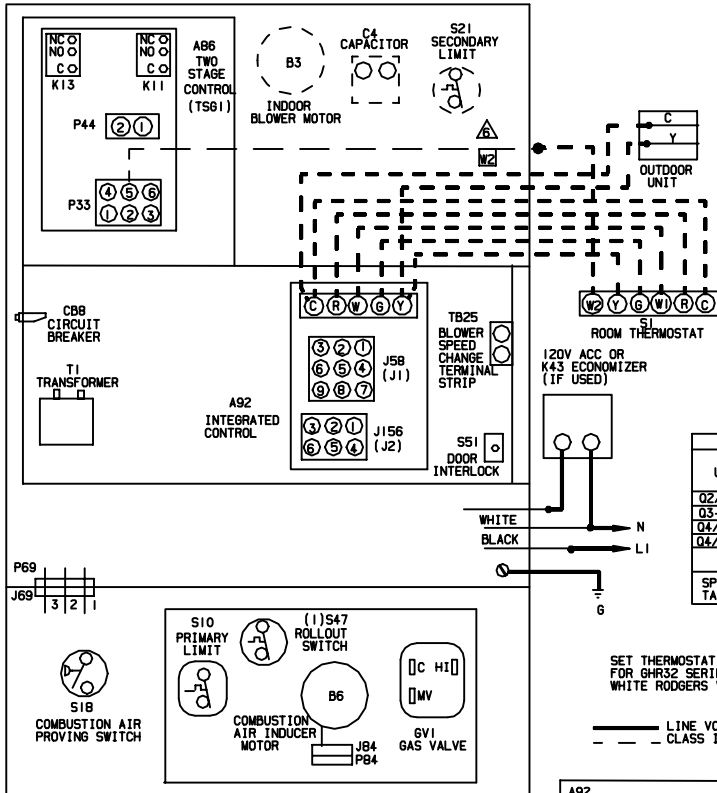 NC
NO
C
K13
NC
NO
C
K11
A86
TWO
STAGE
CONTROL
(TSG1)
P44
2 1
P33
4 5 6
1 2 3
B3
INDOOR
BLOWER MOTOR
C4
CAPACITOR
S21
SECONDARY
LIMIT
6
W2
C
Y
OUTDOOR
UNIT
CB8
CIRCUIT
BREAKER
T1
TRANSFORMER
A92
INTEGRATED
CONTROL
C R W G Y
3 2 1
6 5 4
9 8 7
J58
(J1)
3 2 1
6 5 4
J156
(J2)
TB25
BLOWER
SPEED
CHANGE
TERMINAL
STRIP
S51
DOOR
INTERLOCK
W2 Y G W1 R C
S1
ROOM THERMOSTAT
120V ACC OR
K43 ECONOMIZER
(IF USED)
WHITE
BLACK
N
L1
G
U
Q2/
Q3-
Q4/
Q4/
SP
TA
P69
J69
3 2 1
S18
COMBUSTION AIR
PROVING SWITCH
S10
PRIMARY
LIMIT
(1)S47
ROLLOUT
SWITCH
B6
COMBUSTION
AIR INDUCER
MOTOR
J84
P84
C HI
MV
GV1
GAS VALVE
SET THERMOSTAT
FOR GHR32 SERI
WHITE RODGERS
LINE VO
CLASS I
A92